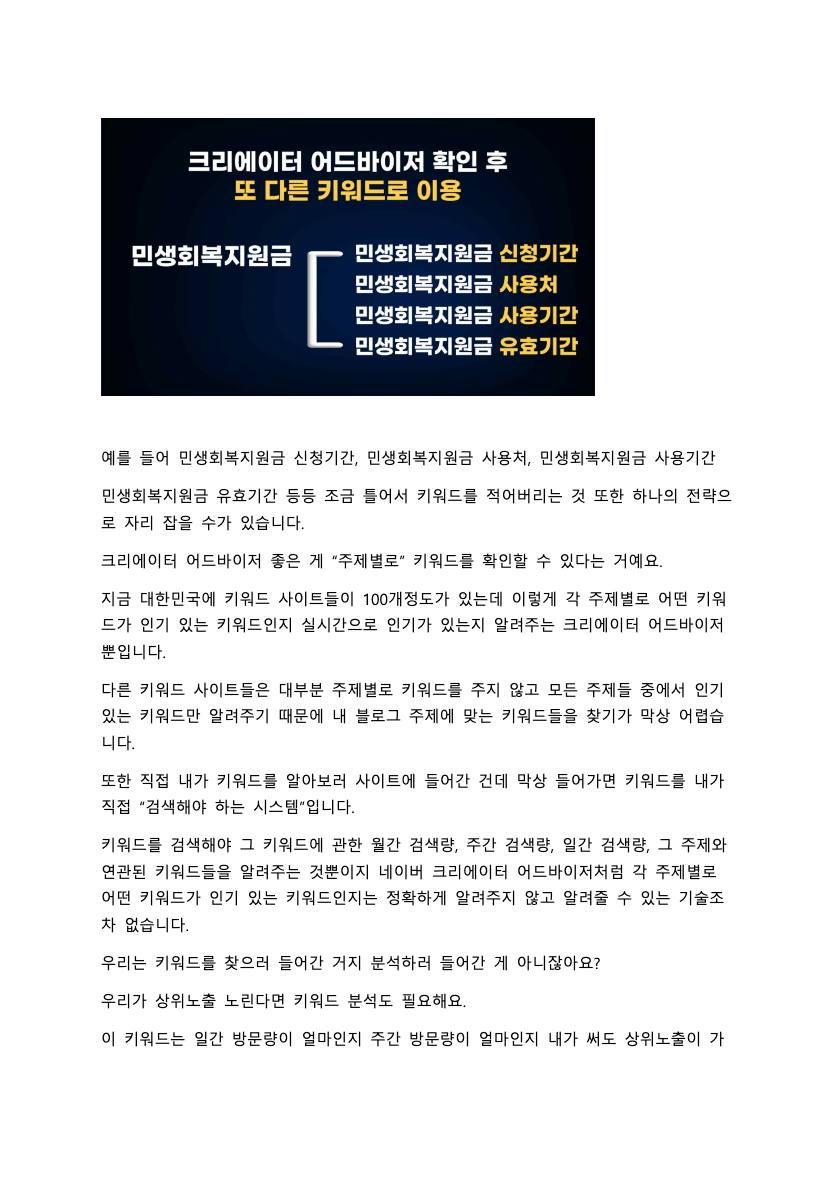 크리에이터 어드바이저 확인 후
또 다른 키워드로 이용
민생회복지원금
민생회복지원금 신청기간
민생회복지원금 사용처
민생회복지원금 사용기간
민생회복지원금 유효기간
예를 들어 민생회복지원금 신청기간, 민생회복지원금 사용처, 민생회복지원금 사용기간
민생회복지원금 유효기간 등등 조금 틀어서 키워드를 적어버리는 것 또한 하나의 전략으
로 자리 잡을 수가 있습니다.
크리에이터 어드바이저 좋은 게 “주제별로” 키워드를 확인할 수 있다는 거예요.
지금 대한민국에 키워드 사이트들이 100개정도가 있는데 이렇게 각 주제별로 어떤 키워
드가 인기 있는 키워드인지 실시간으로 인기가 있는지 알려주는 크리에이터 어드바이저
뿐입니다.
다른 키워드 사이트들은 대부분 주제별로 키워드를 주지 않고 모든 주제들 중에서 인기
있는 키워드만 알려주기 때문에 내 블로그 주제에 맞는 키워드들을 찾기가 막상 어렵습
니다.
또한 직접 내가 키워드를 알아보러 사이트에 들어간 건데 막상 들어가면 키워드를 내가
직접 “검색해야 하는 시스템”입니다.
키워드를 검색해야 그 키워드에 관한 월간 검색량, 주간 검색량, 일간 검색량, 그 주제와
연관된 키워드들을 알려주는 것뿐이지 네이버 크리에이터 어드바이저처럼 각 주제별로
어떤 키워드가 인기 있는 키워드인지는 정확하게 알려주지 않고 알려줄 수 있는 기술조
차 없습니다.
우리는 키워드를 찾으러 들어간 거지 분석하러 들어간 게 아니잖아요?
우리가 상위노출 노린다면 키워드 분석도 필요해요.
이 키워드는 일간 방문량이 얼마인지 주간 방문량이 얼마인지 내가 써도 상위노출이 가